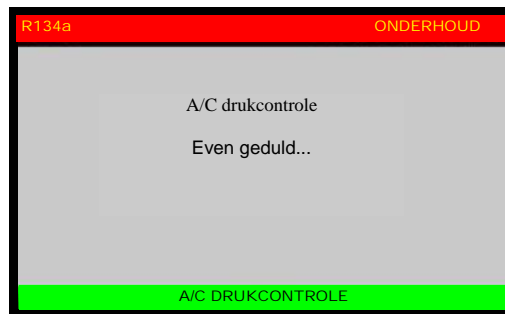 R134a ONDERHOUD
A/C drukcontrole
Even geduld...
A/C DRUKCONTROLE